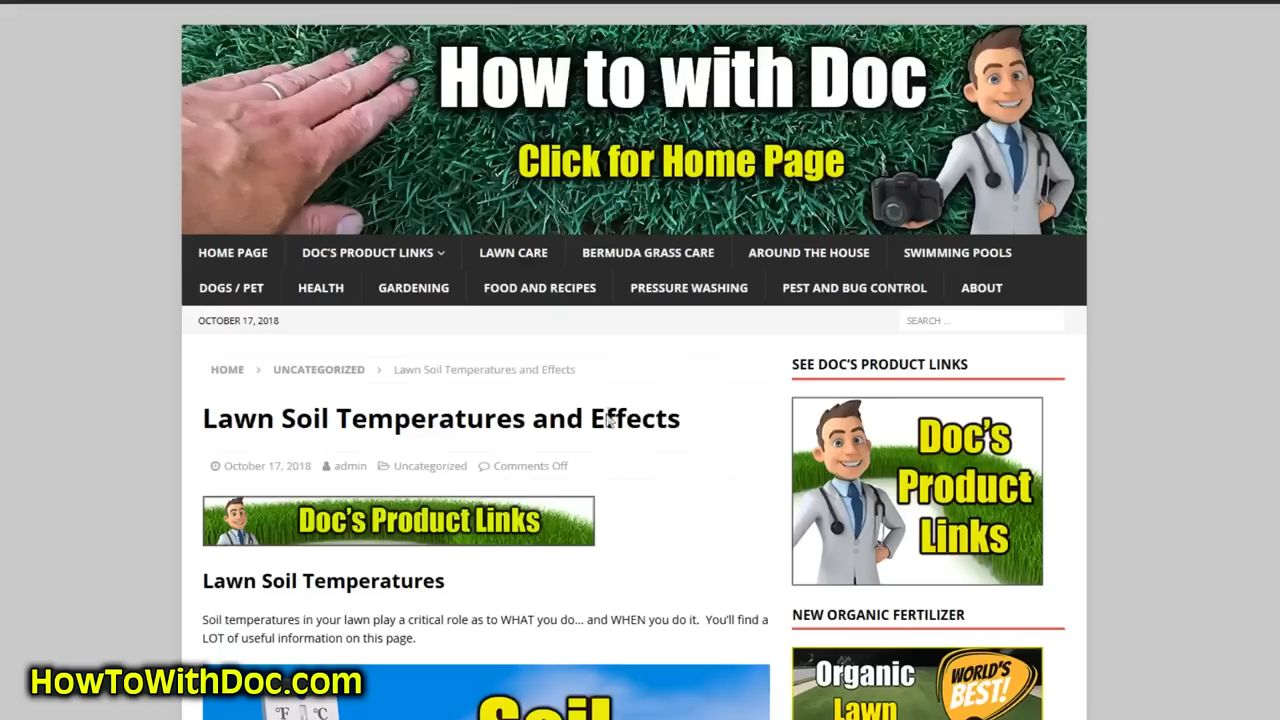 How to with Doc
Click for Home Page
HOME PAGE DOC'S PRODUCT LINKS LAWN CARE BERMUDA GRASS CARE AROUND THE HOUSE SWIMMING POOLS
DOGS / PET HEALTH GARDENING FOOD AND RECIPES PRESSURE WASHING PEST AND BUG CONTROL ABOUT
OCTOBER 17, 2018
SEARCH ...
HOME > UNCATEGORIZED > Lawn Soil Temperatures and Effects
Lawn Soil Temperatures and Effects
October 17, 2018 admin Uncategorized Comments Off
Doc's Product Links
Lawn Soil Temperatures
Soil temperatures in your lawn play a critical role as to WHAT you do... and WHEN you do it. You'll find a
LOT of useful information on this page.
°F °C
Soil
SEE DOC'S PRODUCT LINKS
Doc's
Product
Links
NEW ORGANIC FERTILIZER
Organic
Lawn
WORLD'S
BEST!
HowToWithDoc.com